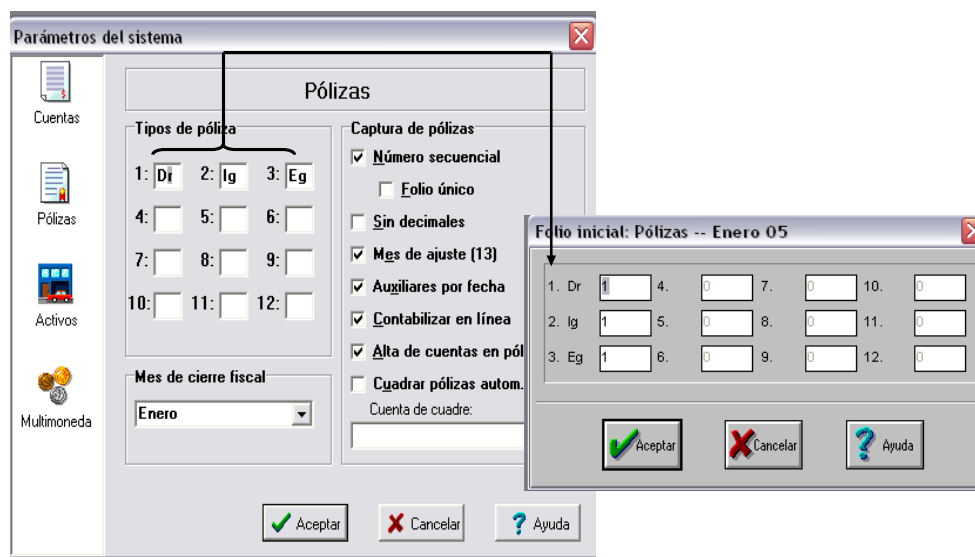 Parámetros del sistema
Cuentas
Pólizas
Activos
Multimoneda
Pólizas
Tipos de póliza
1: Dr 2: Ig 3: Eg
4: 5: 6:
7: 8: 9:
10: 11: 12:
Mes de cierre fiscal
Enero
Captura de pólizas
Número secuencial
Folio único
Sin decimales
Mes de ajuste (13)
Auxiliares por fecha
Contabilizar en línea
Alta de cuentas en pól
Cuadrar pólizas autom.
Cuenta de cuadre:
Aceptar Cancelar Ayuda
Folio inicial: Pólizas -- Enero 05
1. Dr 1 4. 0 7. 0 10. 0
2. Ig 1 5. 0 8. 0 11. 0
3. Eg 1 6. 0 9. 0 12. 0
Aceptar Cancelar Ayuda